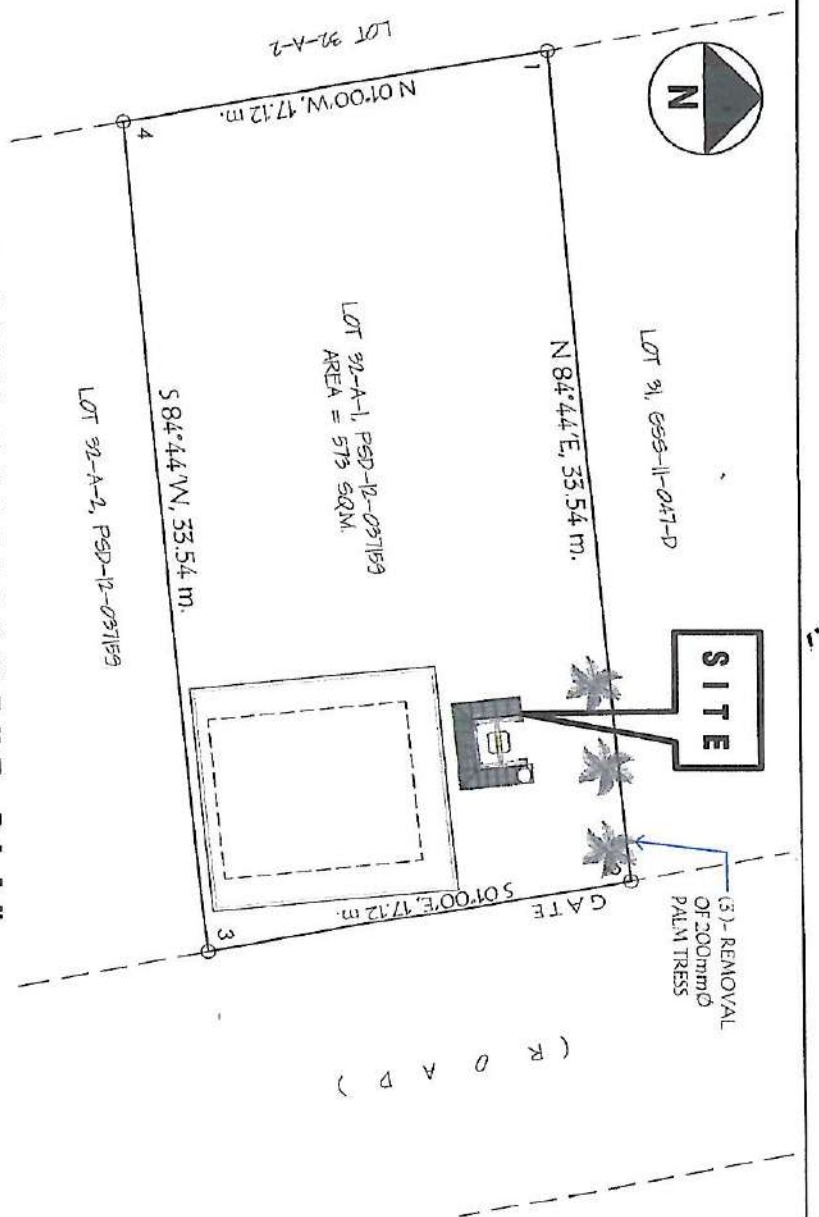 N
LOT 31, GSS-11-047-D
SITE
(3)- REMOVAL
OF 200mmØ
PALM TRESS
LOT 32-A-2
1
N 84°44'E, 33.54 m.
2
GATE
N 01°00'W, 17.12 m.
LOT 32-A-1, PSD-12-037159
AREA = 573 SQM.
S 01°00'E, 17.12 m.
( R O A D )
4
S 84°44'W, 33.54 m.
3
LOT 32-A-2, PSD-12-037159